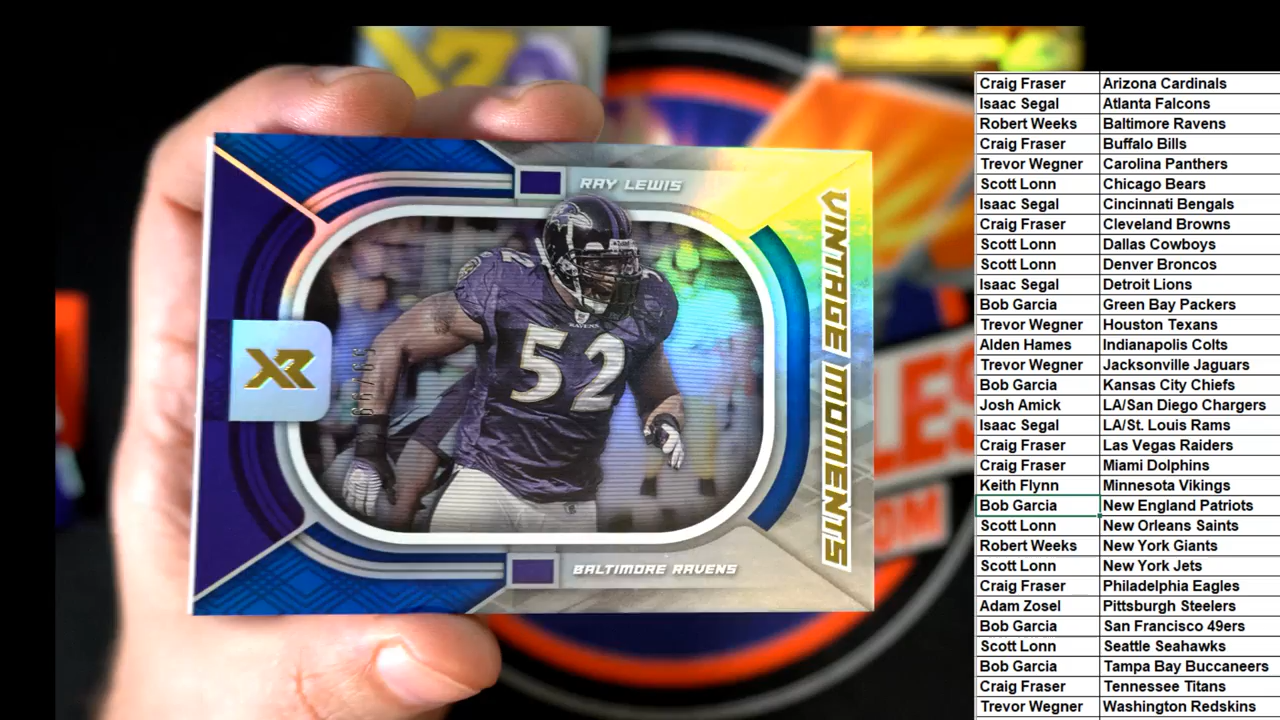 RAY LEWIS
VINTAGE MOMENTS
XR
52
52
RAVENS
BALTIMORE RAVENS
LES
COM
Craig Fraser Arizona Cardinals
Isaac Segal Atlanta Falcons
Robert Weeks Baltimore Ravens
Craig Fraser Buffalo Bills
Trevor Wegner Carolina Panthers
Scott Lonn Chicago Bears
Isaac Segal Cincinnati Bengals
Craig Fraser Cleveland Browns
Scott Lonn Dallas Cowboys
Scott Lonn Denver Broncos
Isaac Segal Detroit Lions
Bob Garcia Green Bay Packers
Trevor Wegner Houston Texans
Alden Hames Indianapolis Colts
Trevor Wegner Jacksonville Jaguars
Bob Garcia Kansas City Chiefs
Josh Amick LA/San Diego Chargers
Isaac Segal LA/St. Louis Rams
Craig Fraser Las Vegas Raiders
Craig Fraser Miami Dolphins
Keith Flynn Minnesota Vikings
Bob Garcia New England Patriots
Scott Lonn New Orleans Saints
Robert Weeks New York Giants
Scott Lonn New York Jets
Craig Fraser Philadelphia Eagles
Adam Zosel Pittsburgh Steelers
Bob Garcia San Francisco 49ers
Scott Lonn Seattle Seahawks
Bob Garcia Tampa Bay Buccaneers
Craig Fraser Tennessee Titans
Trevor Wegner Washington Redskins